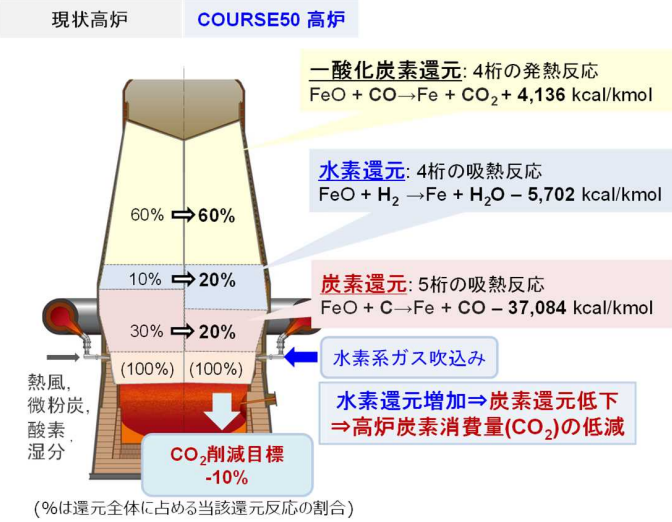 現状高炉
COURSE50 高炉
一酸化炭素還元: 4桁の発熱反応
FeO + CO→Fe + CO₂ + 4,136 kcal/kmol
水素還元: 4桁の吸熱反応
FeO + H₂ →Fe + H₂O – 5,702 kcal/kmol
60% ⇒ 60%
10% ⇒ 20%
炭素還元: 5桁の吸熱反応
FeO + C→Fe + CO – 37,084 kcal/kmol
30% ⇒ 20%
(100%) (100%)
水素系ガス吹込み
熱風,
微粉炭,
酸素,
湿分
水素還元増加⇒炭素還元低下
⇒高炉炭素消費量(CO₂)の低減
CO₂削減目標
-10%
(%は還元全体に占める当該還元反応の割合)